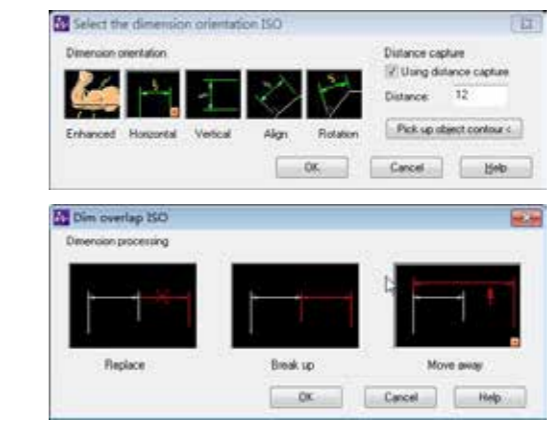 Select the dimension orientation ISO
Dimension orientation
Distance capture
Using distance capture
Distance: 12
Enhanced Horizontal Vertical Align Rotation
Pick up object contour <
OK Cancel Help
Dim overlap ISO
Dimension processing
Replace Break up Move away
OK Cancel Help